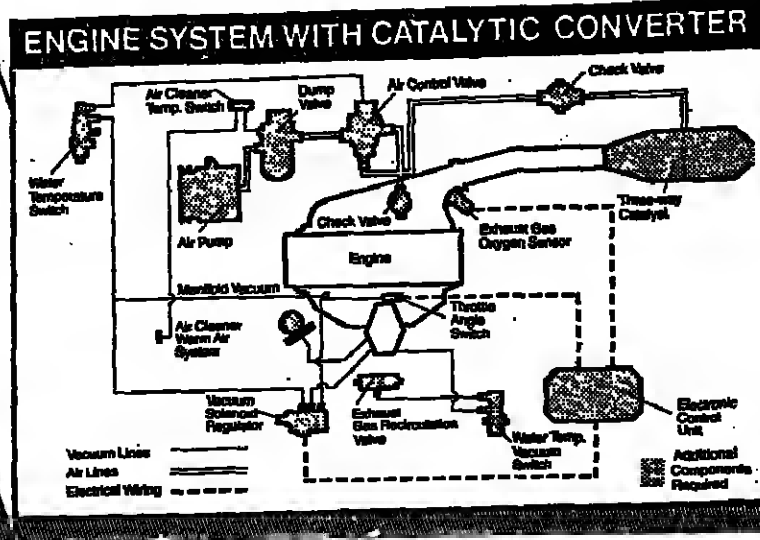 ENGINE SYSTEM WITH CATALYTIC CONVERTER
Air Cleaner
Temp. Switch
Dump
Valve
Air Control Valve
Check Valve
Water
Temperature
Switch
Air Pump
Check Valve
Exhaust Gas
Oxygen Sensor
Three-way
Catalyst
Engine
Manifold Vacuum
Throttle
Angle
Switch
Air Cleaner
Warm Air
System
Vacuum
Solenoid
Regulator
Exhaust
Gas Recirculation
Valve
Water Temp.
Vacuum
Switch
Electronic
Control
Unit
Vacuum Lines
Air Lines
Electrical Wiring
Additional
Components
Required